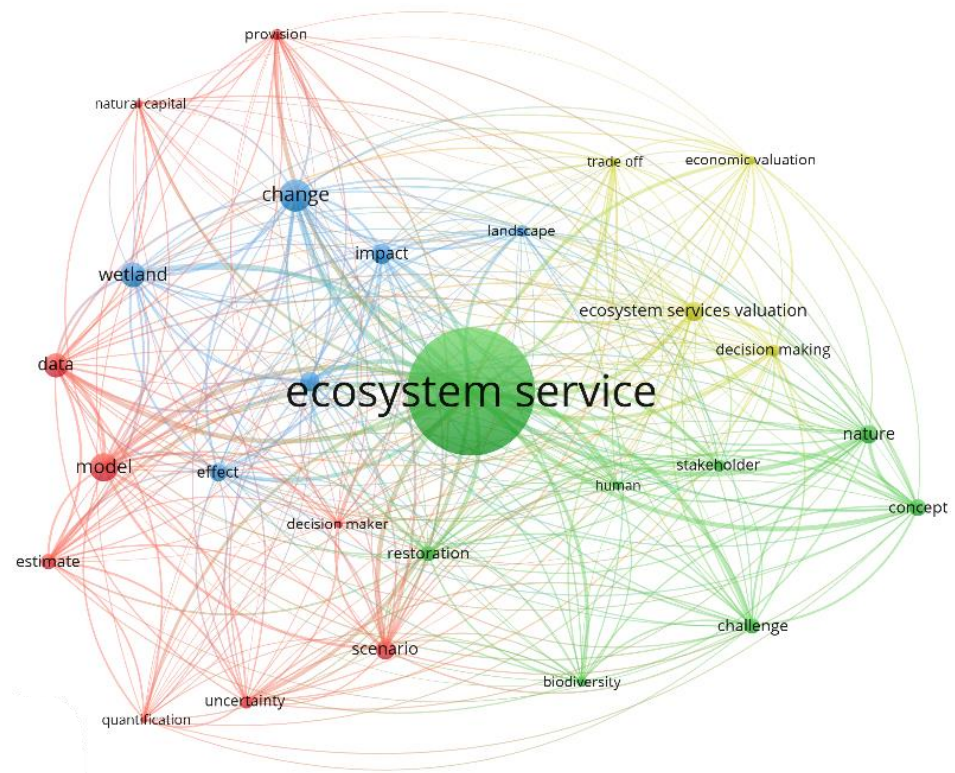 provision
natural capital
trade off
economic valuation
change
landscape
impact
wetland
ecosystem services valuation
decision making
data
ecosystem service
nature
model
stakeholder
effect
human
concept
decision maker
restoration
estimate
challenge
scenario
biodiversity
uncertainty
quantification